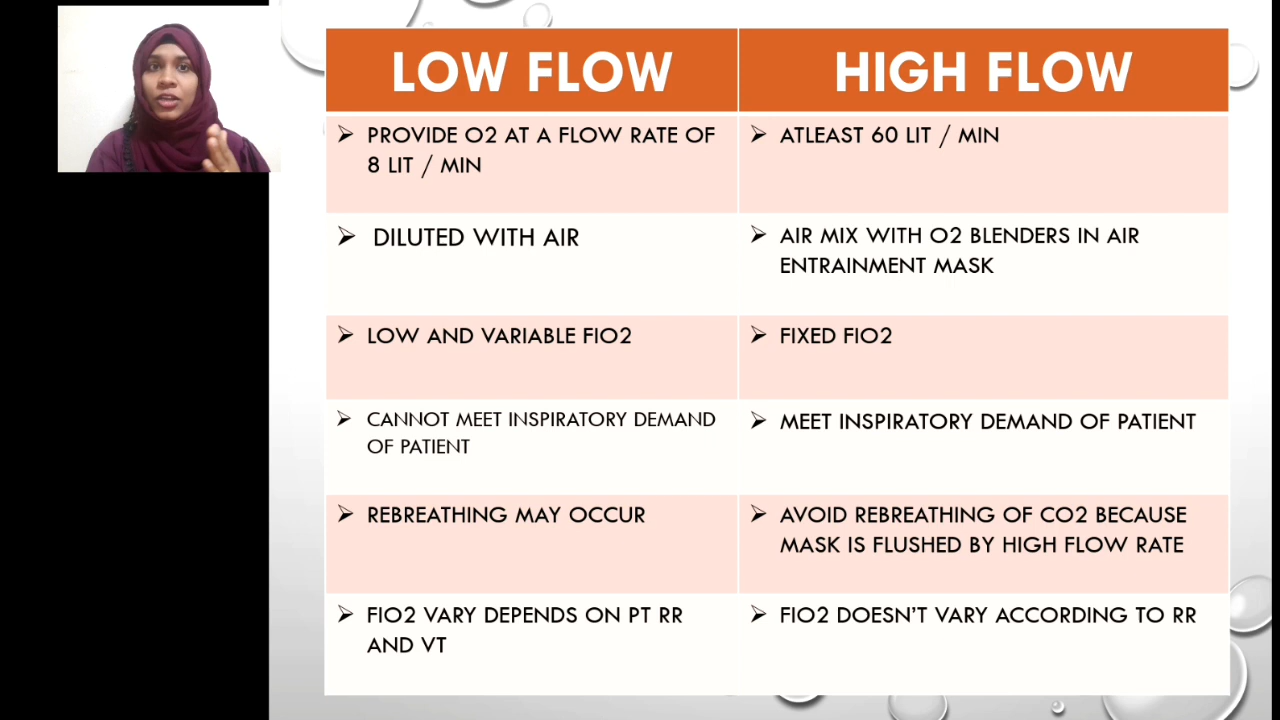 LOW FLOW
HIGH FLOW
PROVIDE O2 AT A FLOW RATE OF
8 LIT / MIN
ATLEAST 60 LIT / MIN
DILUTED WITH AIR
AIR MIX WITH O2 BLENDERS IN AIR
ENTRAINMENT MASK
LOW AND VARIABLE FIO2
FIXED FIO2
CANNOT MEET INSPIRATORY DEMAND
OF PATIENT
MEET INSPIRATORY DEMAND OF PATIENT
REBREATHING MAY OCCUR
AVOID REBREATHING OF CO2 BECAUSE
MASK IS FLUSHED BY HIGH FLOW RATE
FIO2 VARY DEPENDS ON PT RR
AND VT
FIO2 DOESN'T VARY ACCORDING TO RR